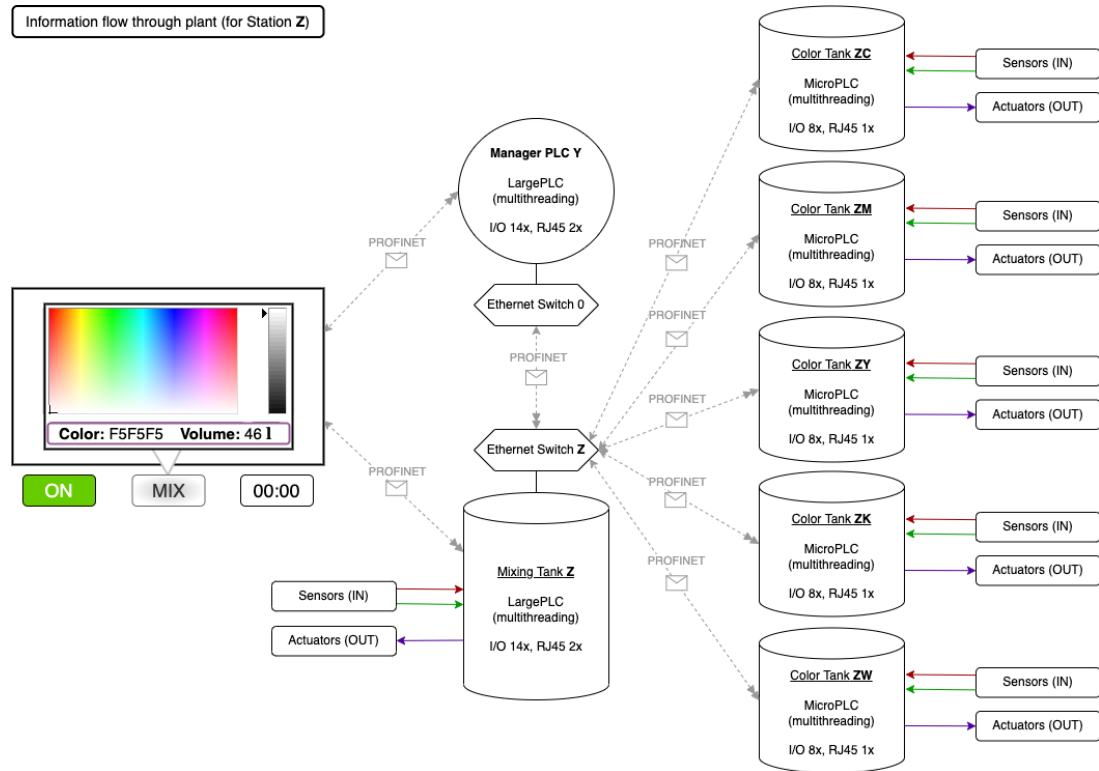 Information flow through plant (for Station Z)
Manager PLC Y
LargePLC
(multithreading)
I/O 14x, RJ45 2x
PROFINET
Ethernet Switch 0
PROFINET
Color: F5F5F5 Volume: 46 l
ON
MIX
00:00
PROFINET
Ethernet Switch Z
Mixing Tank Z
LargePLC
(multithreading)
I/O 14x, RJ45 2x
Sensors (IN)
Actuators (OUT)
PROFINET
PROFINET
PROFINET
PROFINET
PROFINET
Color Tank ZC
MicroPLC
(multithreading)
I/O 8x, RJ45 1x
Sensors (IN)
Actuators (OUT)
Color Tank ZM
MicroPLC
(multithreading)
I/O 8x, RJ45 1x
Sensors (IN)
Actuators (OUT)
Color Tank ZY
MicroPLC
(multithreading)
I/O 8x, RJ45 1x
Sensors (IN)
Actuators (OUT)
Color Tank ZK
MicroPLC
(multithreading)
I/O 8x, RJ45 1x
Sensors (IN)
Actuators (OUT)
Color Tank ZW
MicroPLC
(multithreading)
I/O 8x, RJ45 1x
Sensors (IN)
Actuators (OUT)